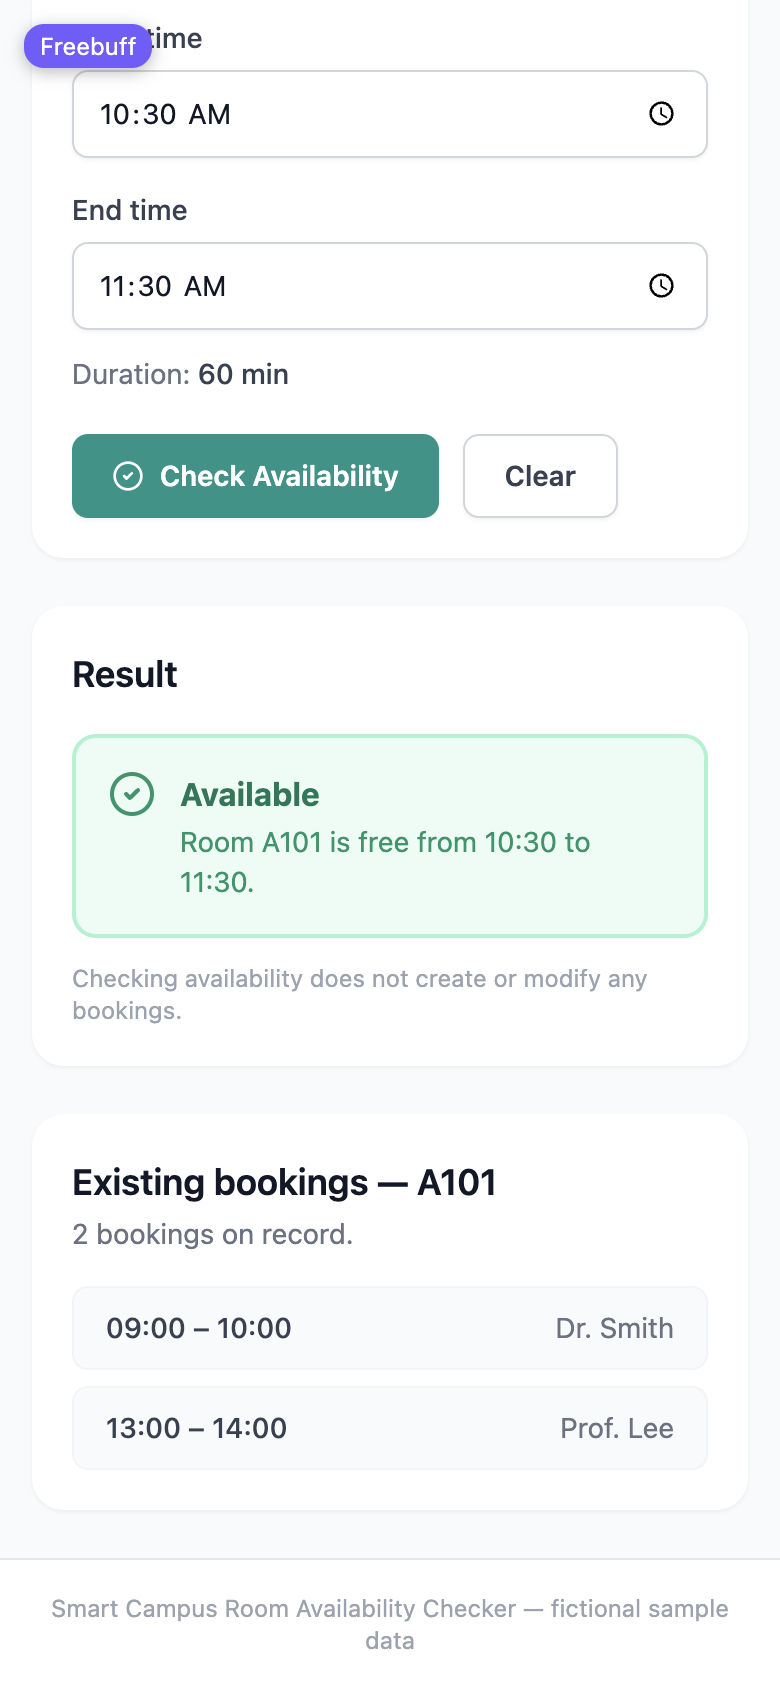 Freebuff
time
10:30 AM
End time
11:30 AM
Duration: 60 min
Check Availability
Clear
Result
Available
Room A101 is free from 10:30 to
11:30.
Checking availability does not create or modify any
bookings.
Existing bookings — A101
2 bookings on record.
09:00 – 10:00 Dr. Smith
13:00 – 14:00 Prof. Lee
Smart Campus Room Availability Checker — fictional sample
data